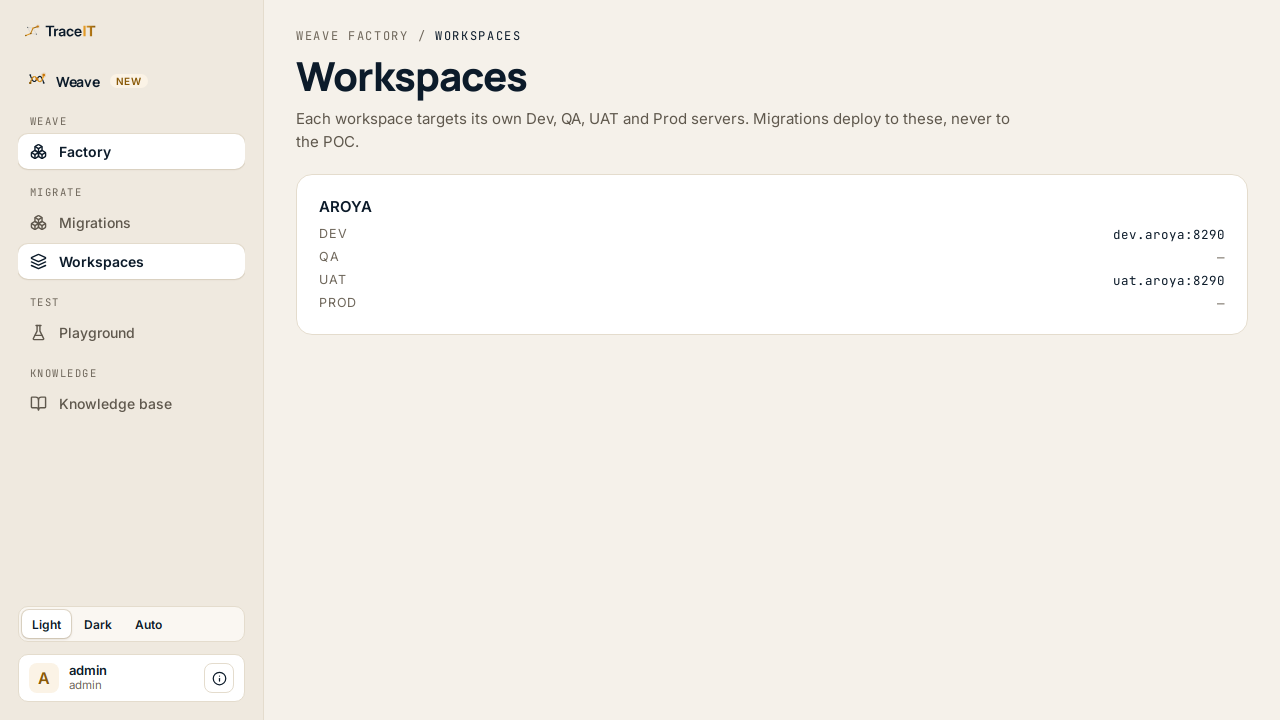 TraceIT
Weave NEW
WEAVE
Factory
MIGRATE
Migrations
Workspaces
TEST
Playground
KNOWLEDGE
Knowledge base
Light Dark Auto
A
admin
admin
WEAVE FACTORY / WORKSPACES
Workspaces
Each workspace targets its own Dev, QA, UAT and Prod servers. Migrations deploy to these, never to
the POC.
AROYA
DEV dev.aroya:8290
QA —
UAT uat.aroya:8290
PROD —